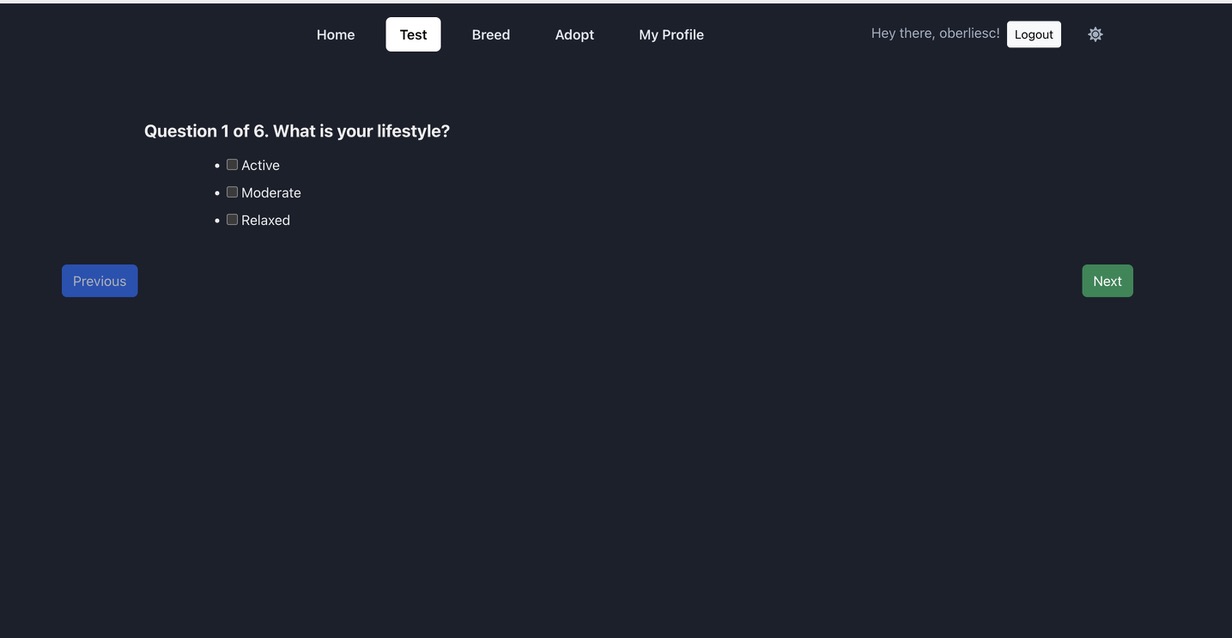 Home Test Breed Adopt My Profile Hey there, oberliesc! Logout
Question 1 of 6. What is your lifestyle?
• Active
• Moderate
• Relaxed
Previous Next